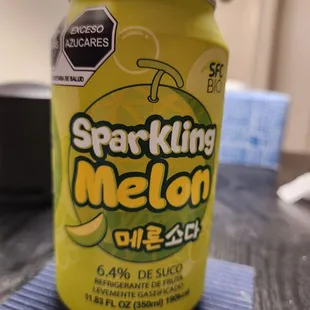 EXCESO
AZÚCARES
SFC
BIO
Sparkling
Melon
메론소다
6.4% DE SUCO
REFRIGERANTE DE FRUTA
LEVEMENTE GASEIFICADO
11.83 FL OZ (350ml) 190kcal